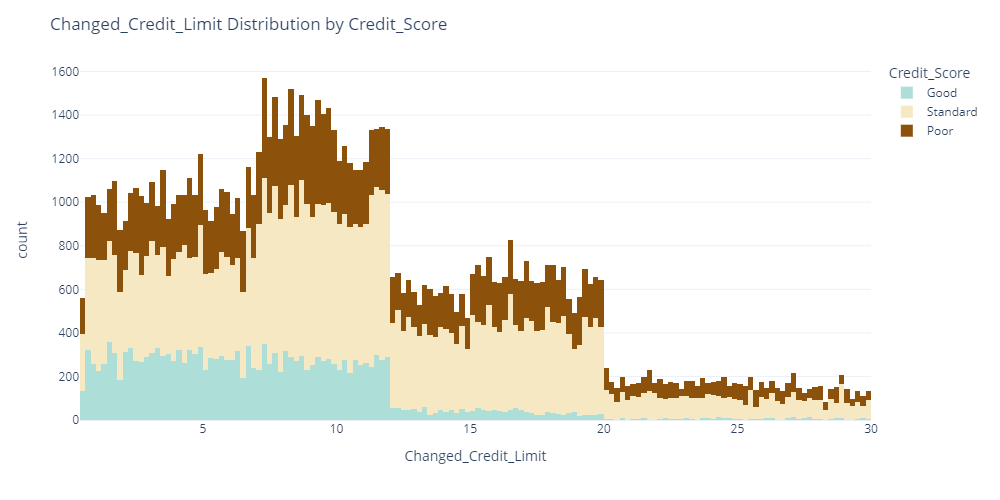 Changed_Credit_Limit Distribution by Credit_Score
1600
1400
1200
1000
800
600
400
200
0
count
5
10
15
20
25
30
Changed_Credit_Limit
Credit_Score
Good
Standard
Poor